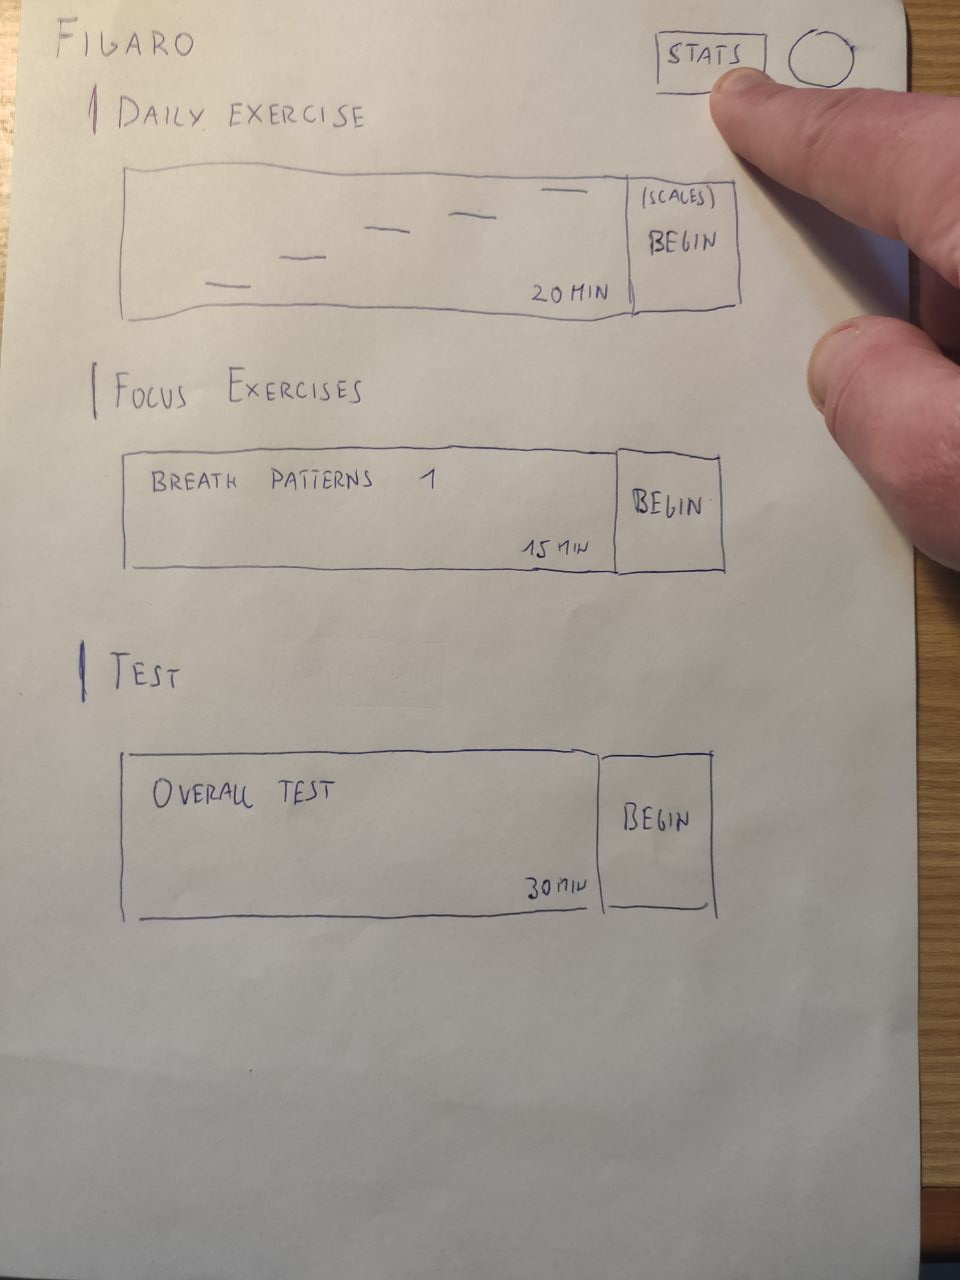 FIGARO
STATS
DAILY EXERCISE
(SCALES)
BEGIN
20 MIN
FOCUS EXERCISES
BREATH PATTERNS 1
BEGIN
15 MIN
TEST
OVERALL TEST
BEGIN
30 MIN